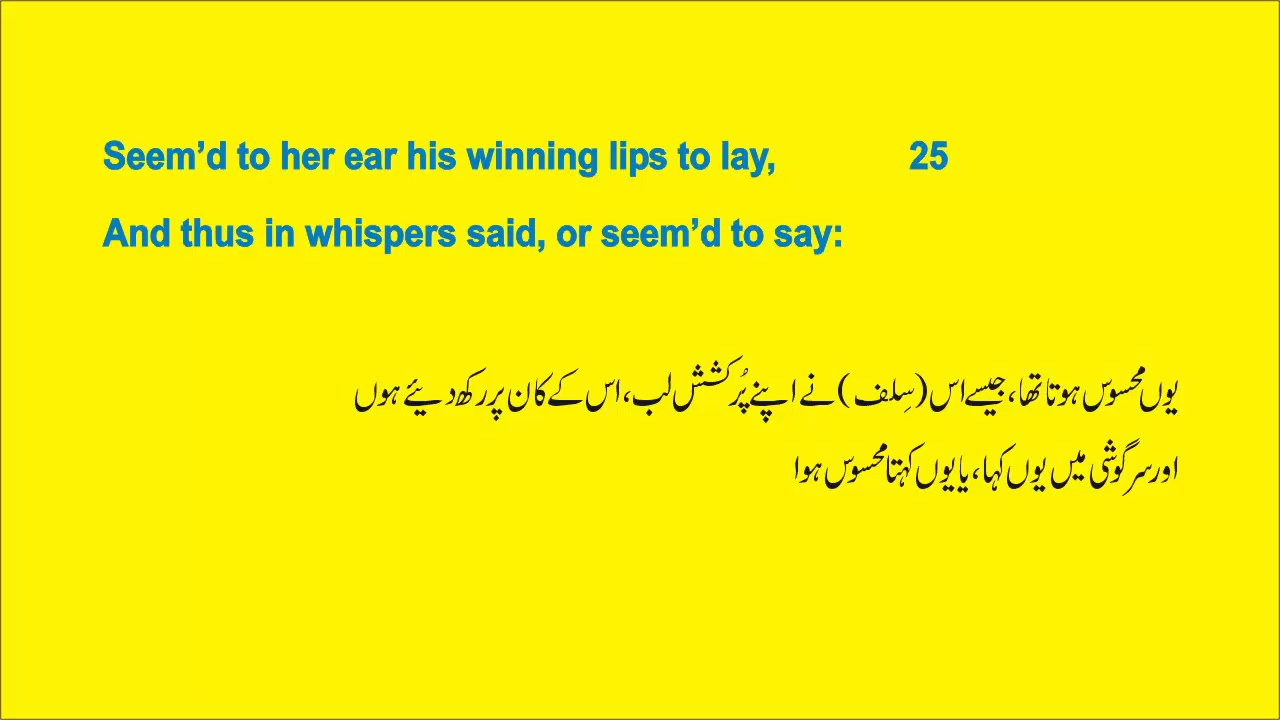 Seem’d to her ear his winning lips to lay, 25
And thus in whispers said, or seem’d to say:
یوں محسوس ہوتا تھا، جیسے اس (سِلف) نے اپنے پُرکشش لب، اس کے کان پر رکھ دیئے ہوں
اور سرگوشی میں یوں کہا، یا یوں کہتا محسوس ہوا